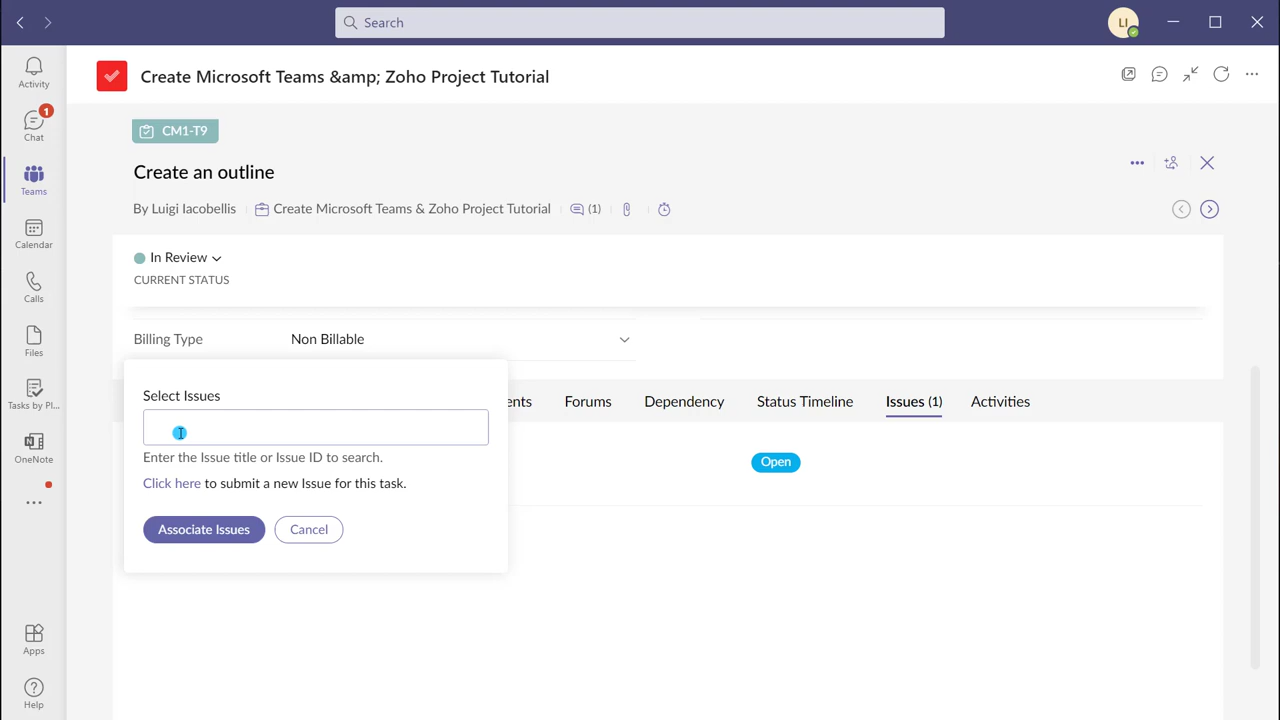 Search
LI
Activity
1
Chat
Teams
Calendar
Calls
Files
Tasks by Pl...
OneNote
Apps
Help
Create Microsoft Teams &amp; Zoho Project Tutorial
CM1-T9
Create an outline
By Luigi Iacobellis
Create Microsoft Teams & Zoho Project Tutorial
(1)
In Review
CURRENT STATUS
Billing Type
Non Billable
ents
Forums
Dependency
Status Timeline
Issues (1)
Activities
Open
Select Issues
Enter the Issue title or Issue ID to search.
Click here to submit a new Issue for this task.
Associate Issues
Cancel